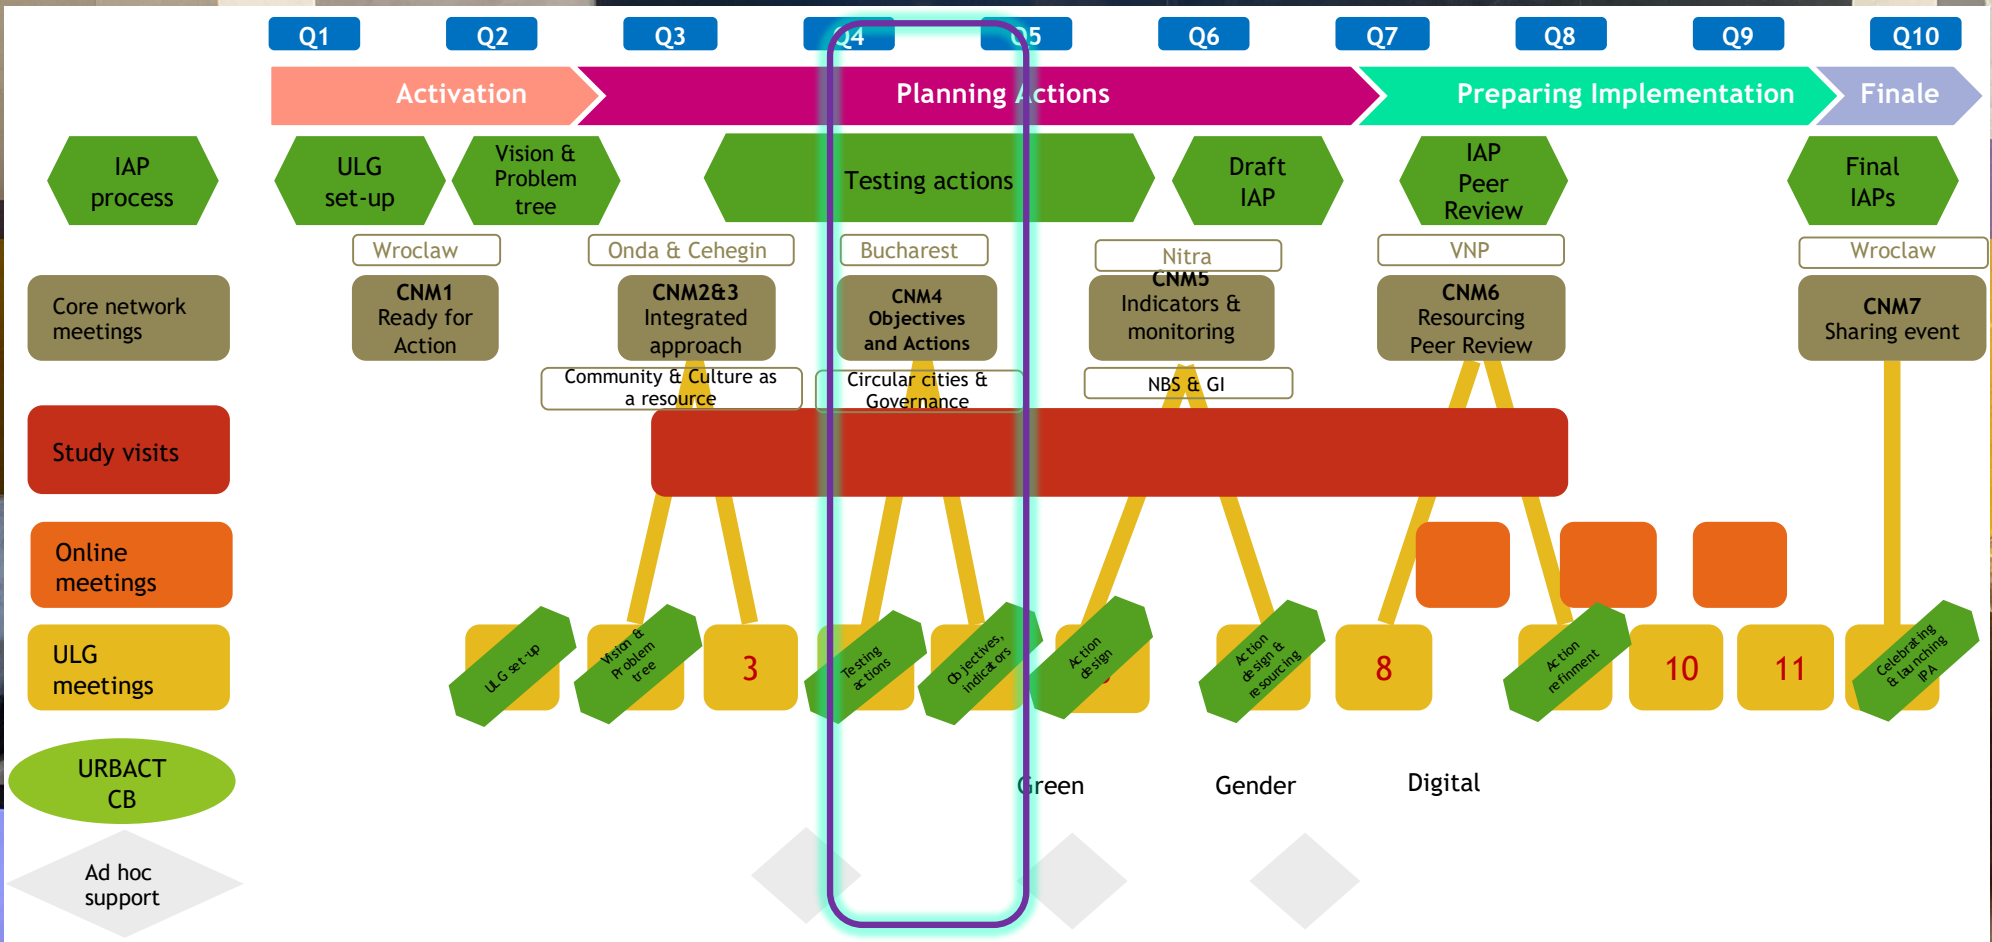 Q1
Q2
Q3
Q4
Q5
Q6
Q7
Q8
Q9
Q10
Activation
Planning Actions
Preparing Implementation
Finale
IAP
process
ULG
set-up
Vision &
Problem
tree
Testing actions
Draft
IAP
IAP
Peer
Review
Final
IAPs
Wroclaw
Onda & Cehegin
Bucharest
Nitra
VNP
Wroclaw
Core network
meetings
CNM1
Ready for
Action
CNM2&3
Integrated
approach
CNM4
Objectives
and Actions
CNM5
Indicators &
monitoring
CNM6
Resourcing
Peer Review
CNM7
Sharing event
Community & Culture as
a resource
Circular cities &
Governance
NBS & GI
Study visits
Online
meetings
ULG
meetings
ULG set-up
Vision &
Problem
tree
3
Testing
actions
Objectives,
indicators
Action
design
Action
design &
resourcing
8
Action
refinment
10
11
Celebrating
& launching
IPA
URBACT
CB
Green
Gender
Digital
Ad hoc
support